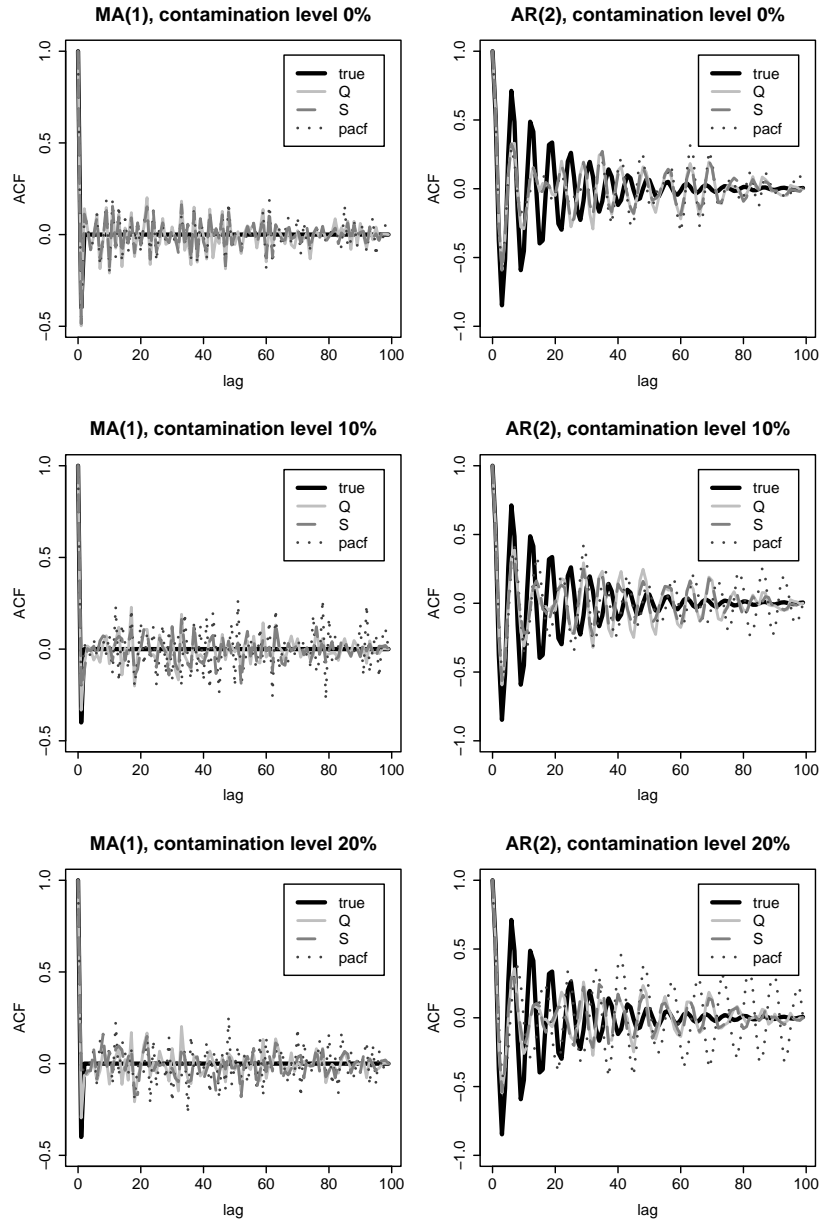 MA(1), contamination level 0%
ACF
1.0
0.5
0.0
−0.5
0 20 40 60 80 100
lag
true
Q
S
pacf
AR(2), contamination level 0%
ACF
1.0
0.5
0.0
−0.5
−1.0
0 20 40 60 80 100
lag
true
Q
S
pacf
MA(1), contamination level 10%
ACF
1.0
0.5
0.0
−0.5
0 20 40 60 80 100
lag
true
Q
S
pacf
AR(2), contamination level 10%
ACF
1.0
0.5
0.0
−0.5
−1.0
0 20 40 60 80 100
lag
true
Q
S
pacf
MA(1), contamination level 20%
ACF
1.0
0.5
0.0
−0.5
0 20 40 60 80 100
lag
true
Q
S
pacf
AR(2), contamination level 20%
ACF
1.0
0.5
0.0
−0.5
−1.0
0 20 40 60 80 100
lag
true
Q
S
pacf